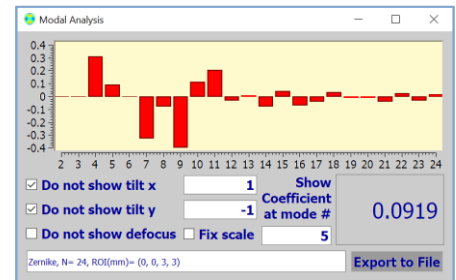 Modal Analysis
0.4
0.3
0.2
0.1
0
-0.1
-0.2
-0.3
-0.4
2 3 4 5 6 7 8 9 10 11 12 13 14 15 16 17 18 19 20 21 22 23 24
Do not show tilt x 1 Show
Coefficient
Do not show tilt y -1 at mode # 0.0919
Do not show defocus Fix scale 5
Zernike, N= 24, ROI(mm)= (0, 0, 3, 3) Export to File